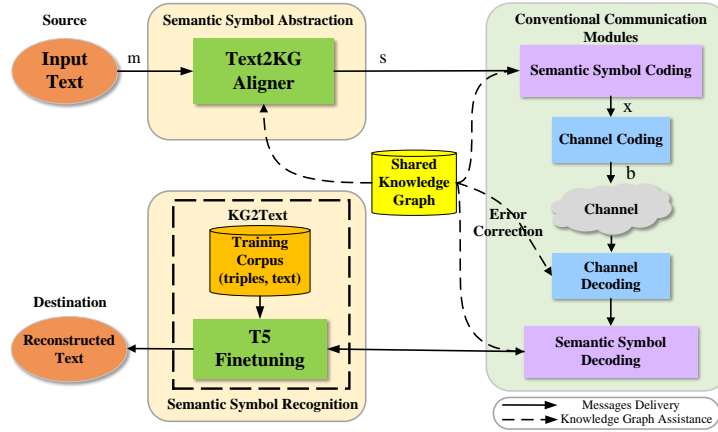 Source
Semantic Symbol Abstraction
Conventional Communication
Modules
Input
Text
m
Text2KG
Aligner
s
Semantic Symbol Coding
x
Channel Coding
b
Shared
Knowledge
Graph
Channel
Error
Correction
KG2Text
Training
Corpus
(triples, text)
Channel
Decoding
Destination
Reconstructed
Text
T5
Finetuning
Semantic Symbol
Decoding
Semantic Symbol Recognition
Messages Delivery
Knowledge Graph Assistance